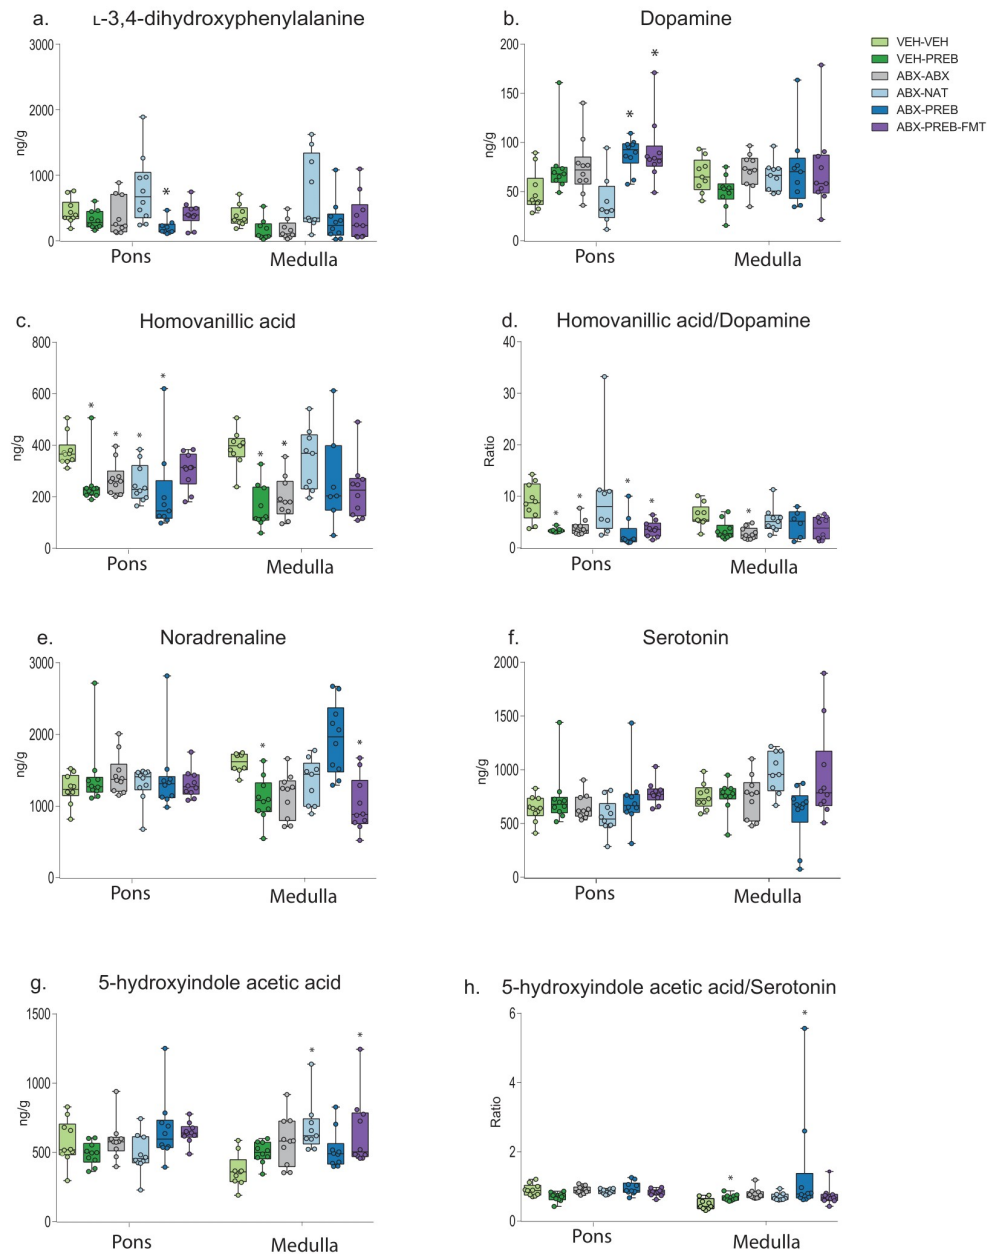 a. L-3,4-dihydroxyphenylalanine
3000
2000
1000
0
ng/g
*
Pons
Medulla
b. Dopamine
200
150
100
50
0
ng/g
*
*
Pons
Medulla
VEH-VEH
VEH-PREB
ABX-ABX
ABX-NAT
ABX-PREB
ABX-PREB-FMT
c. Homovanillic acid
800
600
400
200
0
ng/g
* * * * * *
Pons
Medulla
d. Homovanillic acid/Dopamine
40
30
20
10
0
Ratio
* * * * *
Pons
Medulla
e. Noradrenaline
3000
2000
1000
0
ng/g
* *
Pons
Medulla
f. Serotonin
2000
1500
1000
500
0
ng/g
Pons
Medulla
g. 5-hydroxyindole acetic acid
1500
1000
500
0
ng/g
* *
Pons
Medulla
h. 5-hydroxyindole acetic acid/Serotonin
6
4
2
0
Ratio
* *
Pons
Medulla